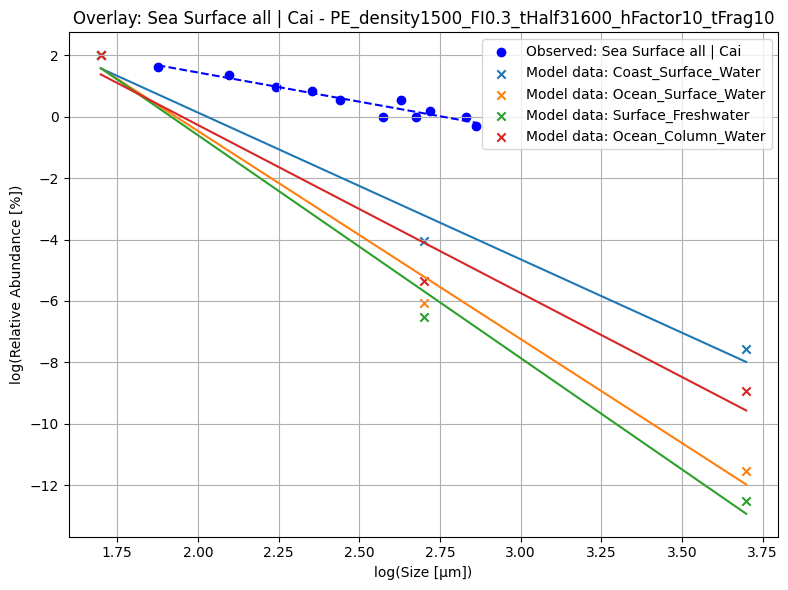 Overlay: Sea Surface all | Cai - PE_density1500_FI0.3_tHalf31600_hFactor10_tFrag10
Observed: Sea Surface all | Cai
Model data: Coast_Surface_Water
Model data: Ocean_Surface_Water
Model data: Surface_Freshwater
Model data: Ocean_Column_Water
log(Relative Abundance [%])
2
0
−2
−4
−6
−8
−10
−12
1.75
2.00
2.25
2.50
2.75
3.00
3.25
3.50
3.75
log(Size [µm])